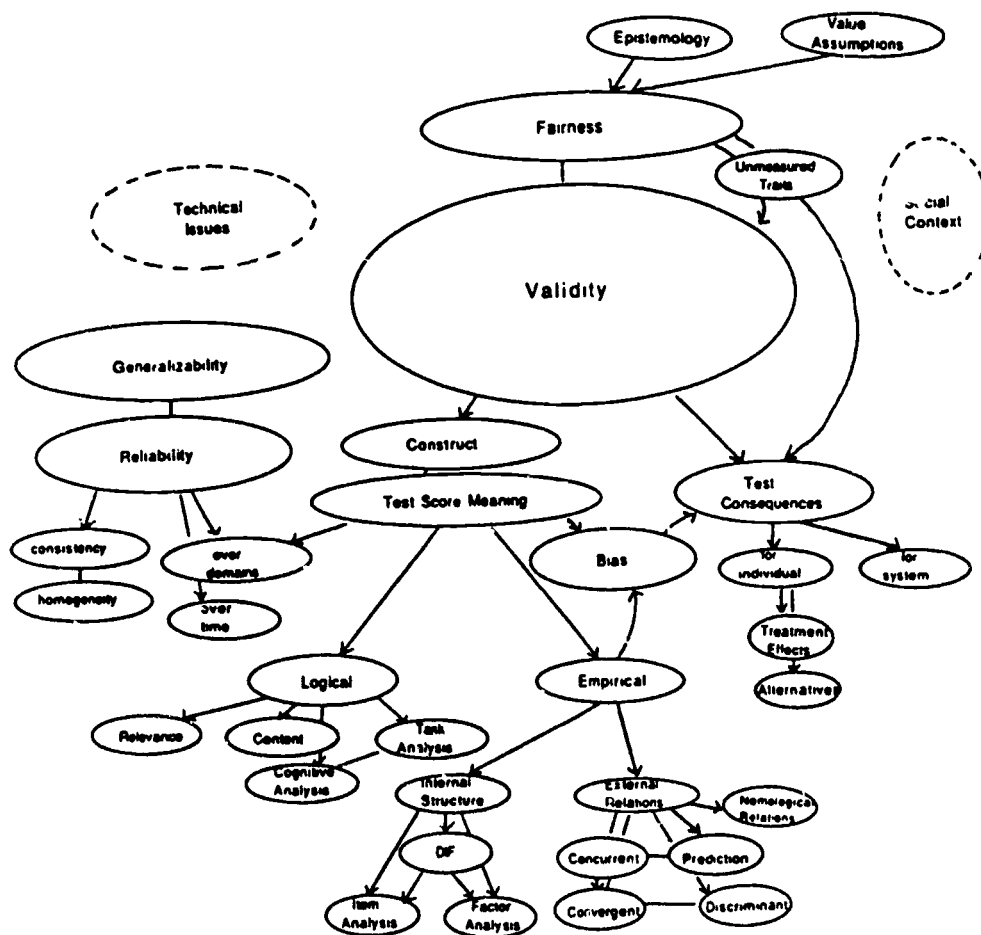 Epistemology
Value
Assumptions
Fairness
Unmeasured
Traits
Technical
Issues
Social
Context
Validity
Generalizability
Reliability
Construct
Test Score Meaning
Test
Consequences
consistency
over
domains
Bias
for
individual
for
system
homogeneity
over
time
Treatment
Effects
Logical
Empirical
Alternatives
Relevance
Content
Task
Analysis
Cognitive
Analysis
Internal
Structure
External
Relations
Nomological
Relations
DIF
Concurrent
Prediction
Item
Analysis
Factor
Analysis
Convergent
Discriminant